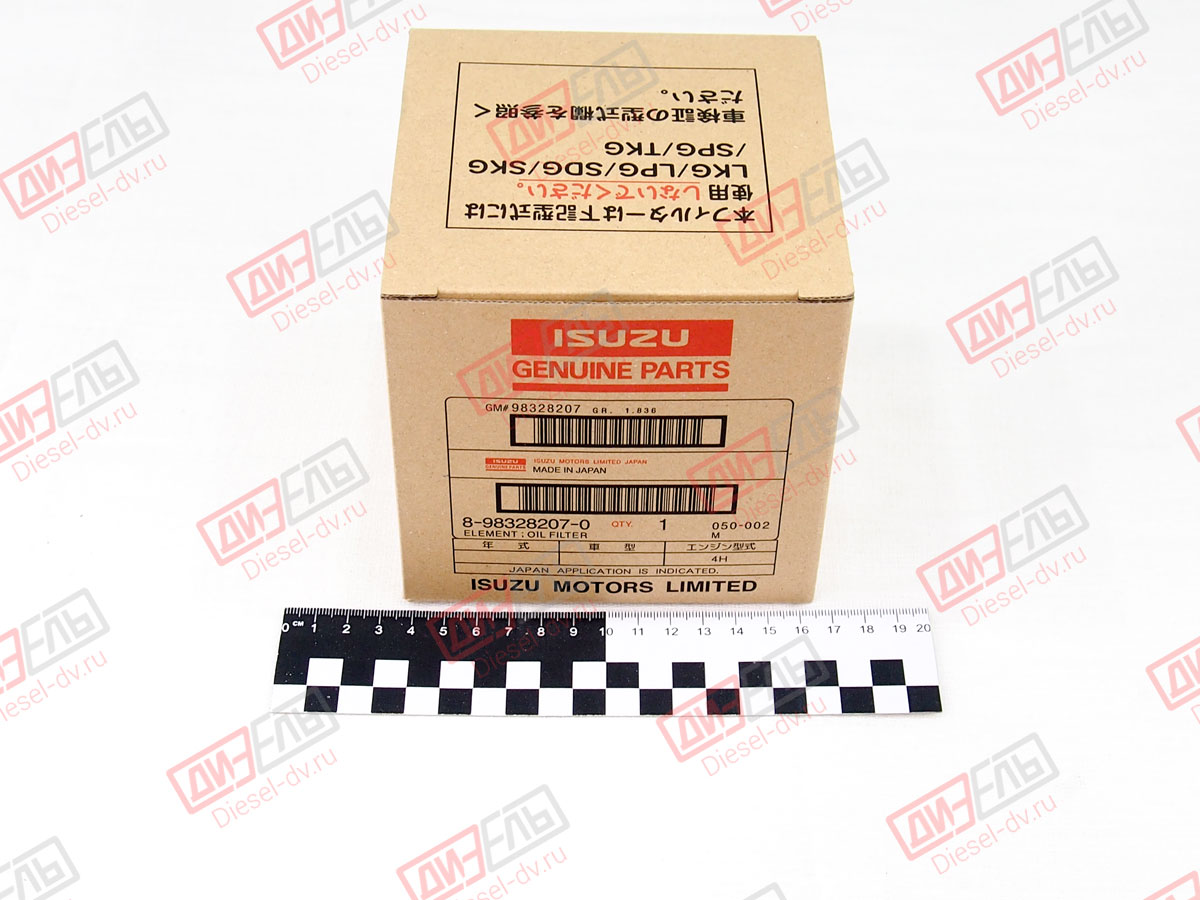 本フィルターは下記型式には
使用しないでください。
LKG/LPG/SDG/SKG
/SPG/TKG
車検証の型式欄を参照く
ださい。
ISUZU
GENUINE PARTS
GM# 98328207 GR. 1.836
ISUZU GENUINE PARTS ISUZU MOTORS LIMITED JAPAN
MADE IN JAPAN
8-98328207-0 QTY. 1 050-002
ELEMENT ; OIL FILTER M
年 式 車 型 エンジン型式
4H
JAPAN APPLICATION IS INDICATED.
ISUZU MOTORS LIMITED
0 CM 1 2 3 4 5 6 7 8 9 10 11 12 13 14 15 16 17 18 19 20
ДИЭЕЛЬ
Diesel-dv.ru